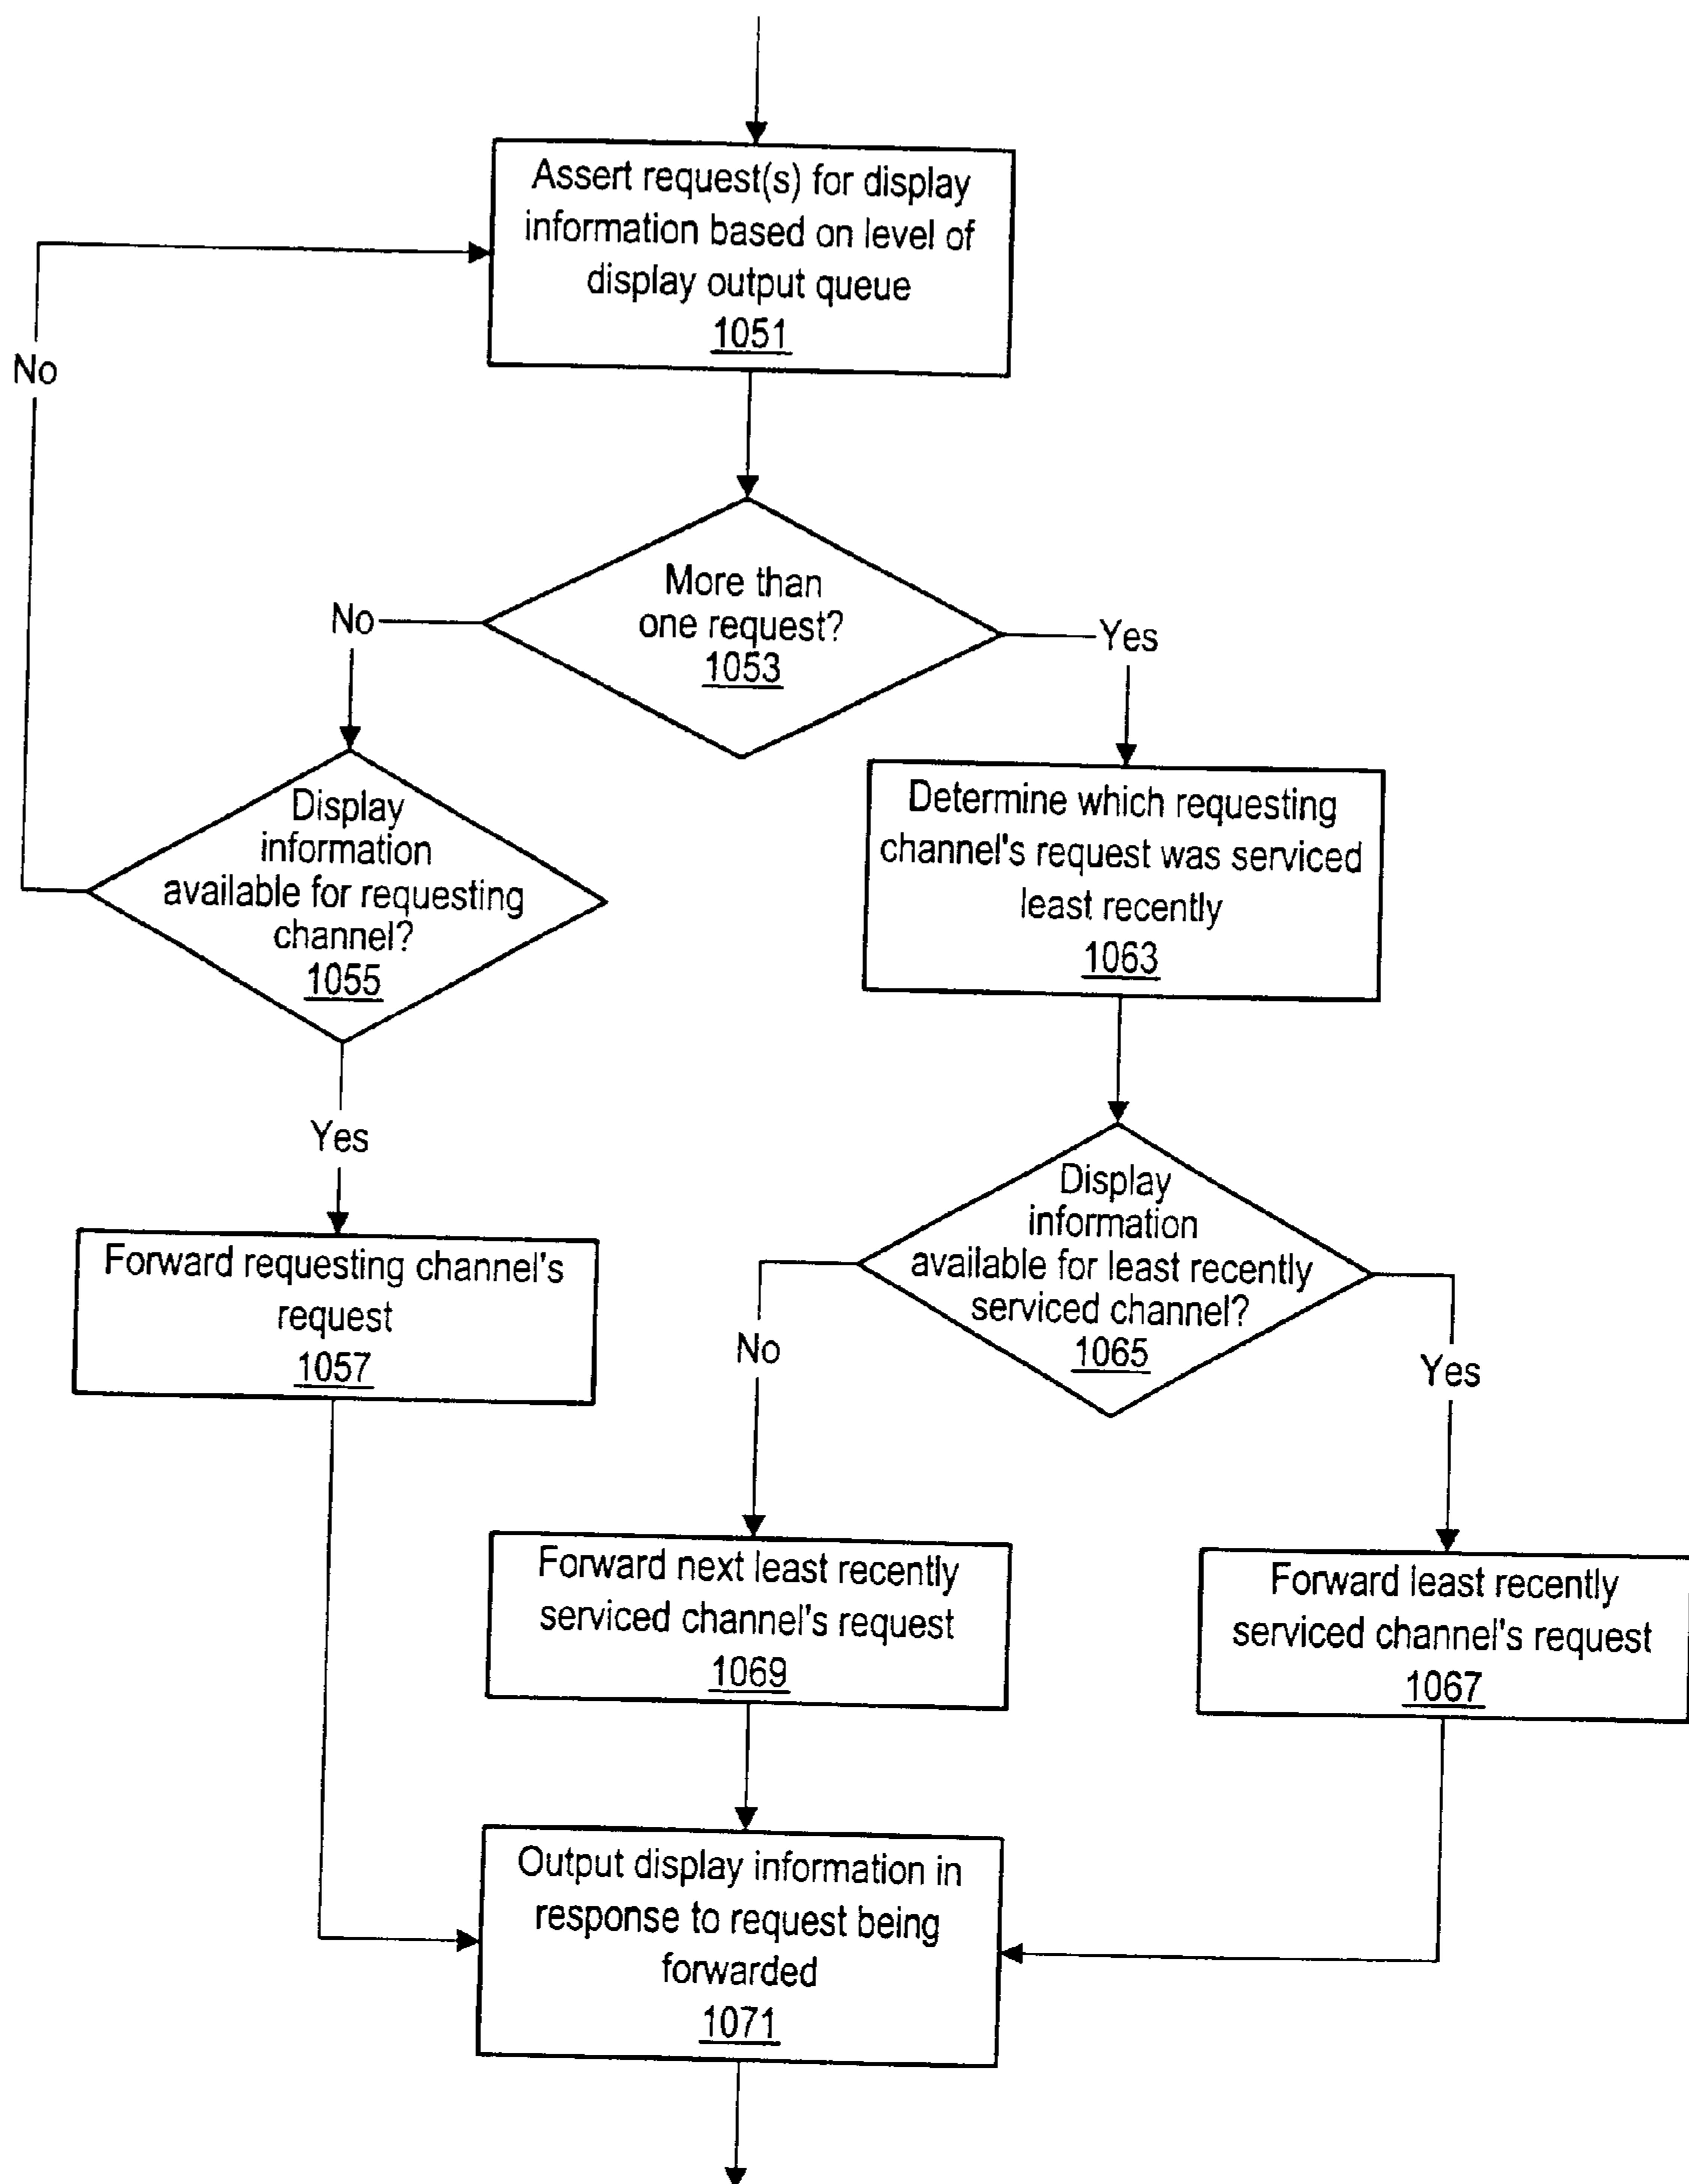 Assert request(s) for display
information based on level of
display output queue
1051
No
More than
one request?
1053
No
Yes
Display
information
available for requesting
channel?
1055
Determine which requesting
channel's request was serviced
least recently
1063
Yes
Display
information
available for least recently
serviced channel?
1065
Forward requesting channel's
request
1057
No
Yes
Forward next least recently
serviced channel's request
1069
Forward least recently
serviced channel's request
1067
Output display information in
response to request being
forwarded
1071